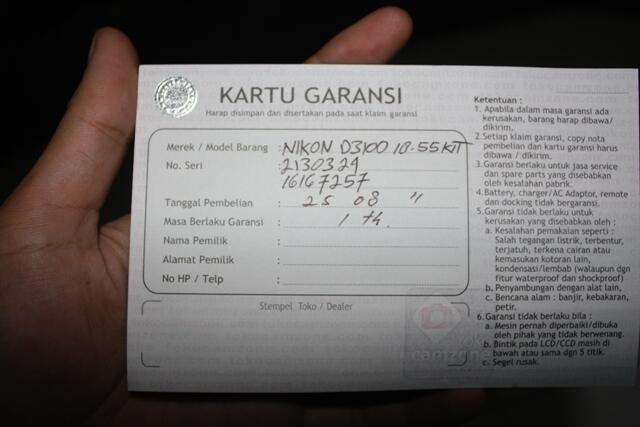 KARTU GARANSI
Harap disimpan dan disertakan pada saat klaim garansi
Merek / Model Barang : NIKON D3100 18-55 KIT
No. Seri : 2130329
16167257
Tanggal Pembelian : 25 08 11
Masa Berlaku Garansi : 1 th.
Nama Pemilik :
Alamat Pemilik :
No HP / Telp :
Stempel Toko / Dealer
Ketentuan :
1. Apabila dalam masa garansi ada
kerusakan, barang harap dibawa/
dikirim.
2. Setiap klaim garansi, copy nota
pembelian dan kartu garansi harus
dibawa / dikirim.
3. Garansi berlaku untuk jasa service
dan spare parts yang disebabkan
oleh kesalahan pabrik.
4. Battery, charger/AC Adaptor, remote
dan docking tidak bergaransi.
5. Garansi tidak berlaku untuk
kerusakan yang disebabkan oleh :
a. Kesalahan pemakaian seperti :
Salah tegangan listrik, terbentur,
terjatuh, terkena cairan atau
kemasukan kotoran lain,
kondensasi/lembab (walaupun dgn
fitur waterproof dan shockproof)
b. Penyambungan dengan alat lain,
c. Bencana alam : banjir, kebakaran,
petir.
6. Garansi tidak berlaku bila :
a. Mesin pernah diperbaiki/dibuka
oleh pihak yang tidak berwenang.
b. Bintik pada LCD/CCD masih di
bawah atau sama dgn 5 titik.
c. Segel rusak.